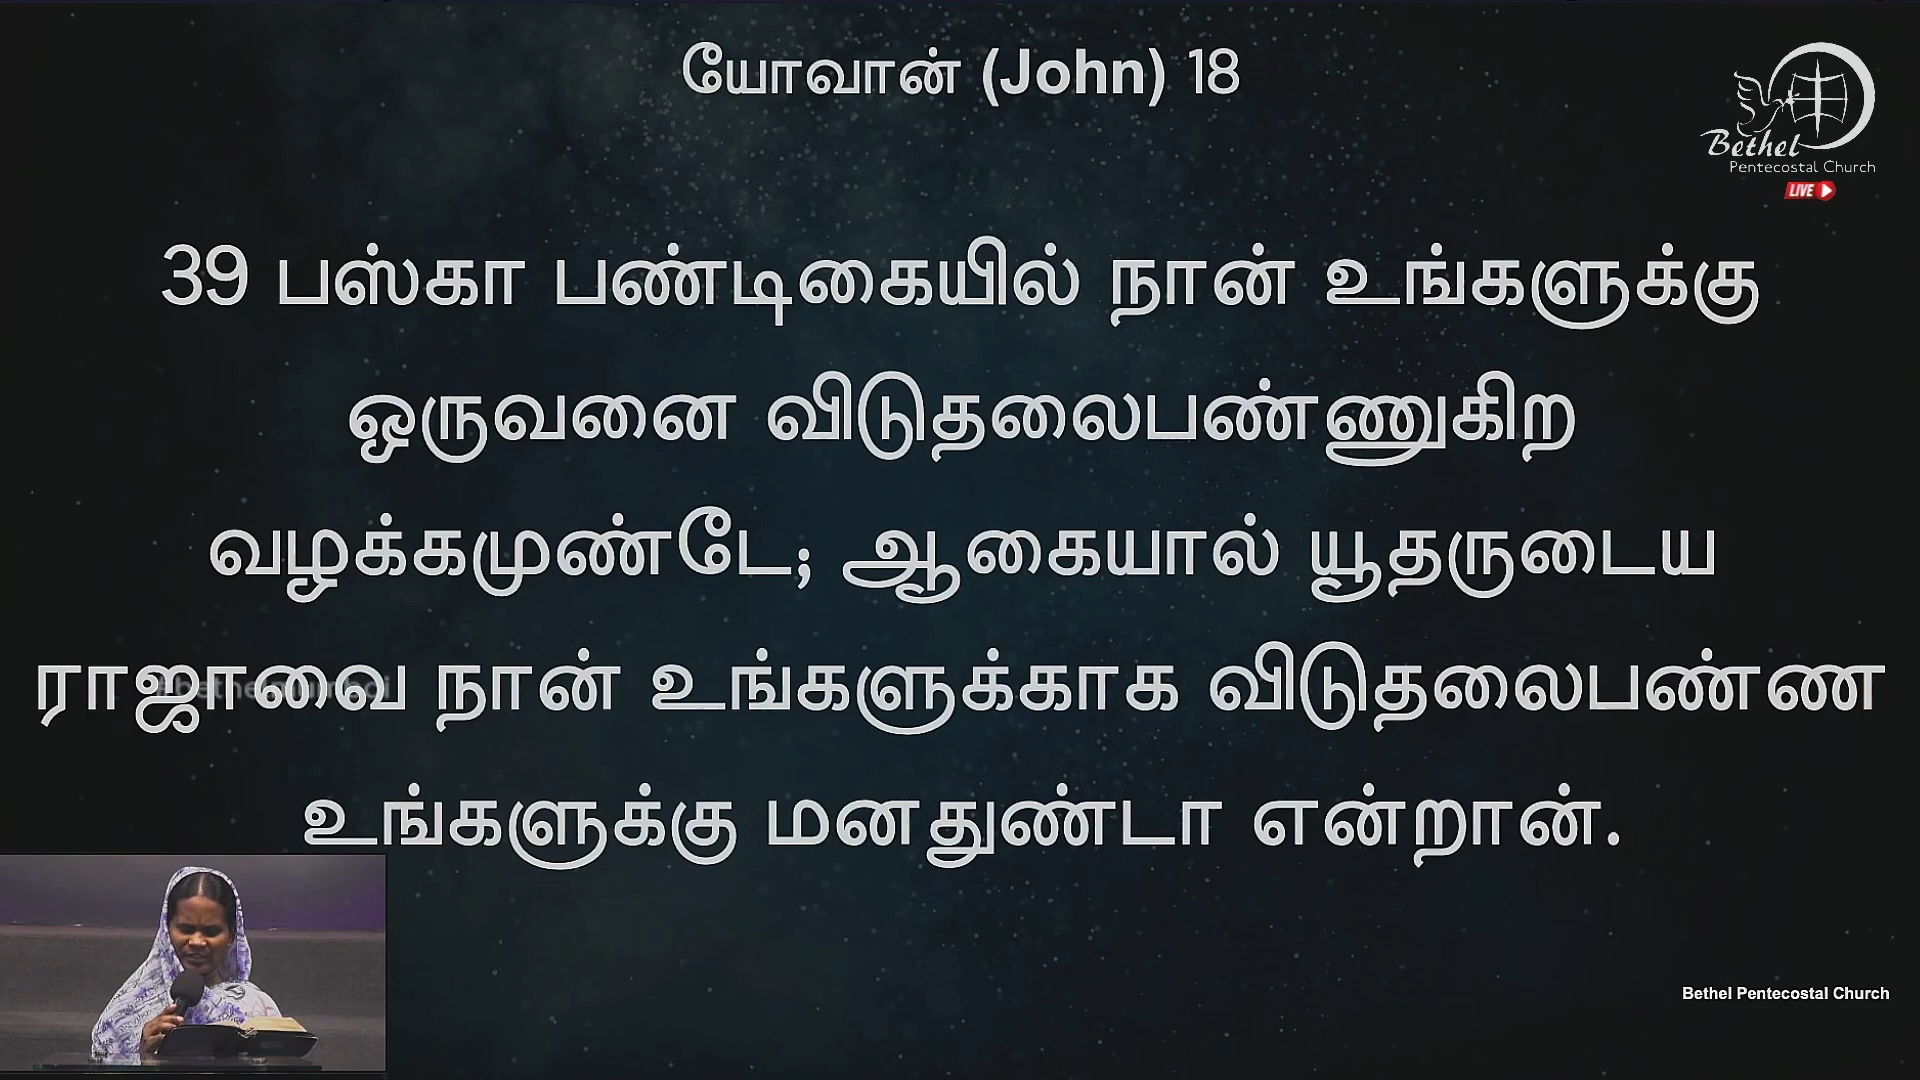 யோவான் (John) 18
Bethel
Pentecostal Church
LIVE
39 பஸ்கா பண்டிகையில் நான் உங்களுக்கு
ஒருவனை விடுதலைபண்ணுகிற
வழக்கமுண்டே; ஆகையால் யூதருடைய
ராஜாவை நான் உங்களுக்காக விடுதலைபண்ண
உங்களுக்கு மனதுண்டா என்றான்.
Bethel Pentecostal Church